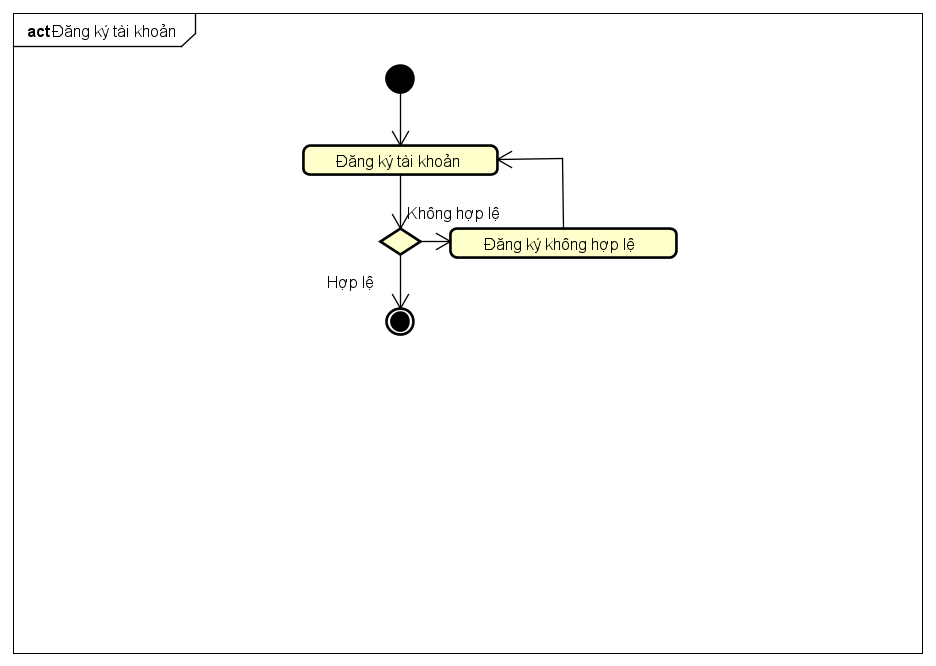 act Đăng ký tài khoản
Đăng ký tài khoản
Không hợp lệ
Đăng ký không hợp lệ
Hợp lệ